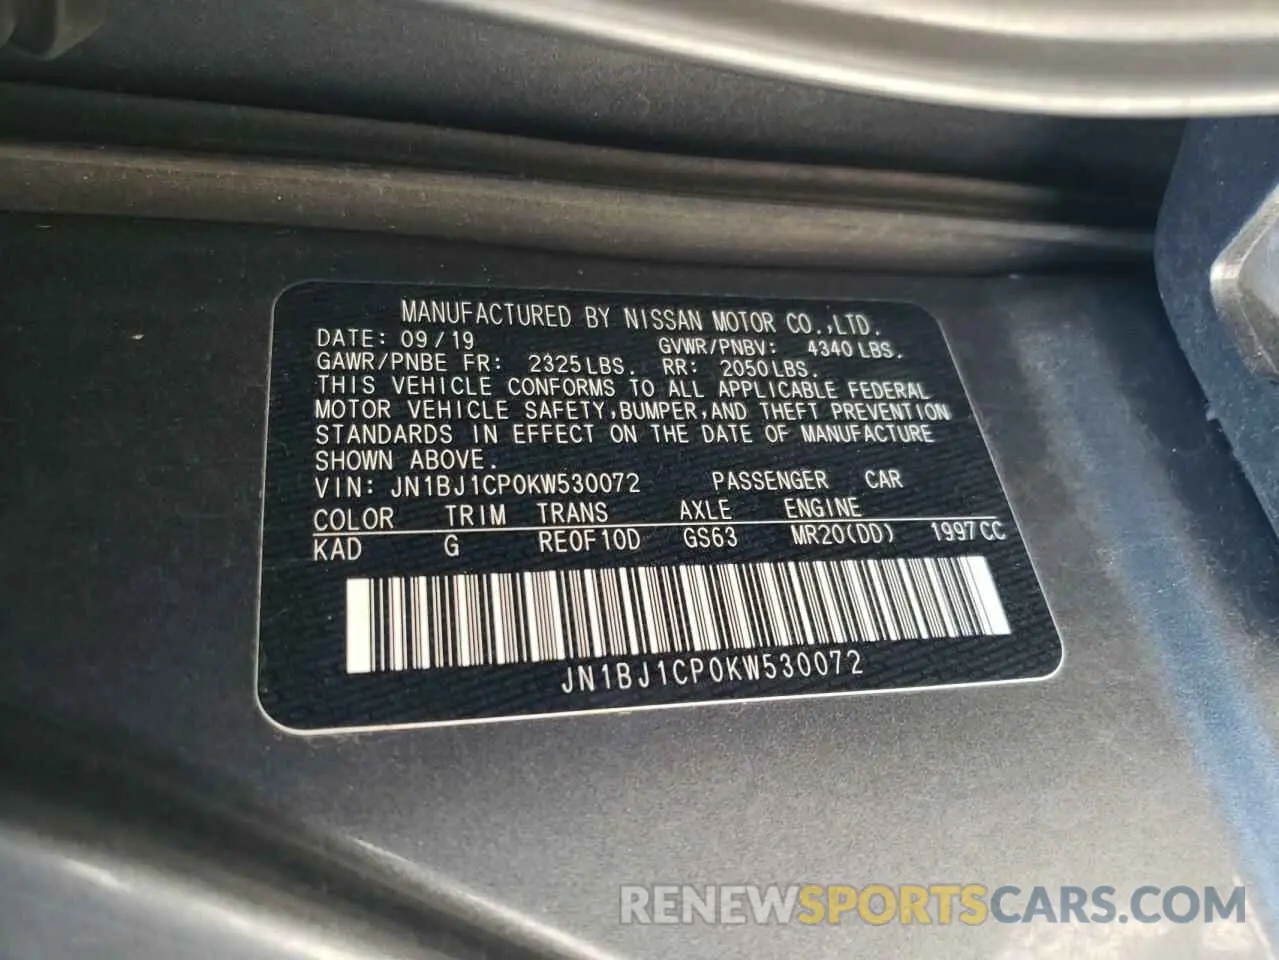 MANUFACTURED BY NISSAN MOTOR CO.,LTD.
DATE: 09/19 GVWR/PNBV: 4340 LBS.
GAWR/PNBE FR: 2325 LBS. RR: 2050 LBS.
THIS VEHICLE CONFORMS TO ALL APPLICABLE FEDERAL
MOTOR VEHICLE SAFETY,BUMPER,AND THEFT PREVENTION
STANDARDS IN EFFECT ON THE DATE OF MANUFACTURE
SHOWN ABOVE.
VIN: JN1BJ1CP0KW530072 PASSENGER CAR
COLOR TRIM TRANS AXLE ENGINE
KAD G RE0F10D GS63 MR20(DD) 1997 CC
JN1BJ1CP0KW530072
RENEWSPORTSCARS.COM